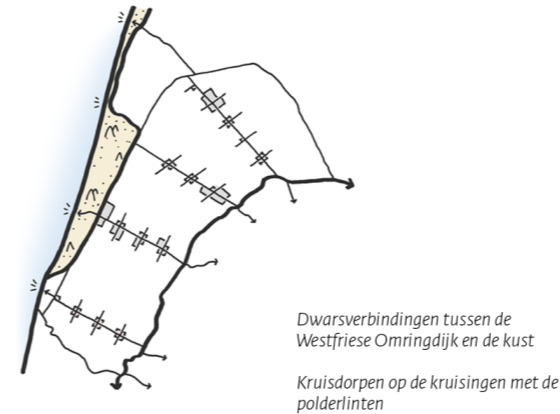 Dwarsverbindingen tussen de
Westfriese Omringdijk en de kust
Kruisdorpen op de kruisingen met de
polderlinten